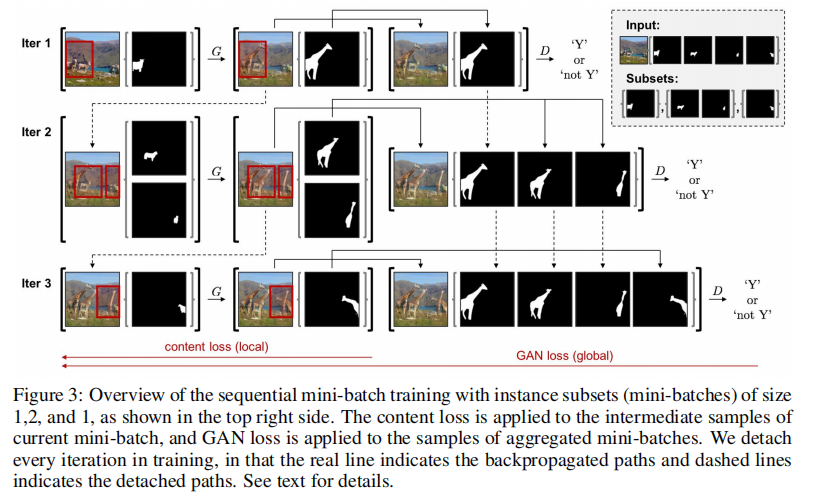 Iter 1
G
D
‘Y’
or
‘not Y’
Input:
Subsets:
, ,
Iter 2
G
D
‘Y’
or
‘not Y’
Iter 3
G
D
‘Y’
or
‘not Y’
content loss (local)
GAN loss (global)
Figure 3: Overview of the sequential mini-batch training with instance subsets (mini-batches) of size
1,2, and 1, as shown in the top right side. The content loss is applied to the intermediate samples of
current mini-batch, and GAN loss is applied to the samples of aggregated mini-batches. We detach
every iteration in training, in that the real line indicates the backpropagated paths and dashed lines
indicates the detached paths. See text for details.